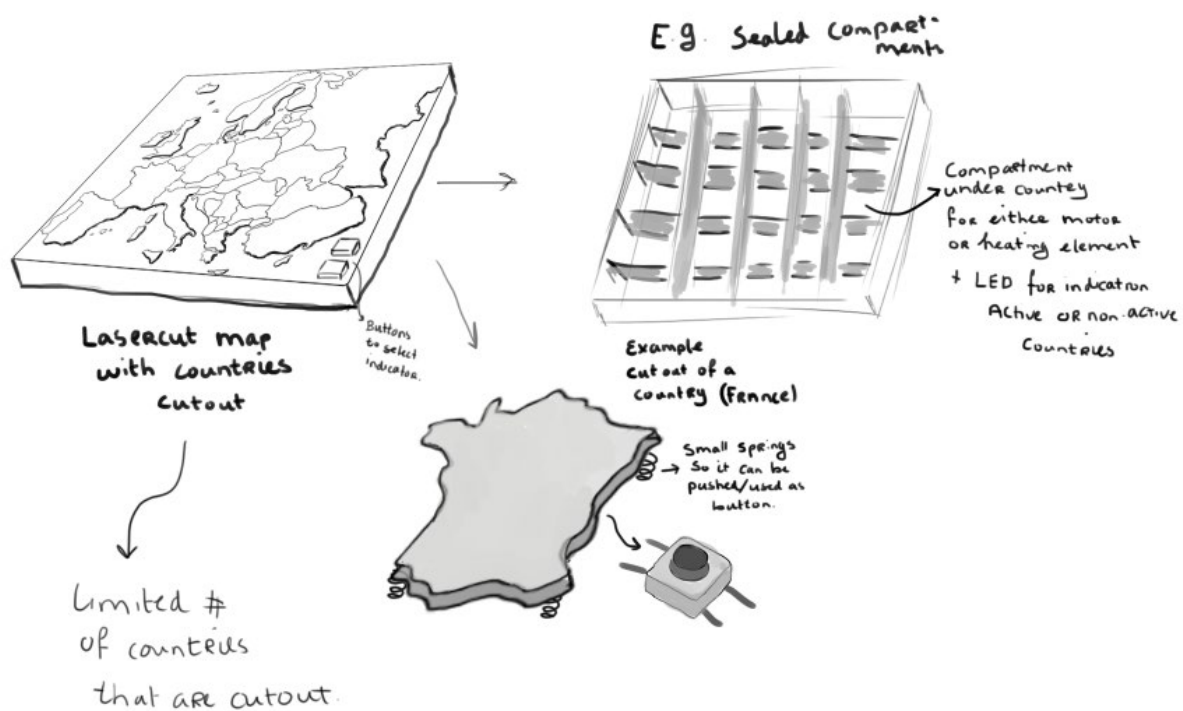 E.g. Sealed Compart-
ments
Compartment
under country
for either motor
or heating element
+ LED for indication
Active or non-active
Countries
Lasercut map
with countries
cutout
Buttons
to select
indicator.
Example
cutout of a
country (France)
Small springs
So it can be
pushed/used as
button.
Limited #
of countries
that are cutout.